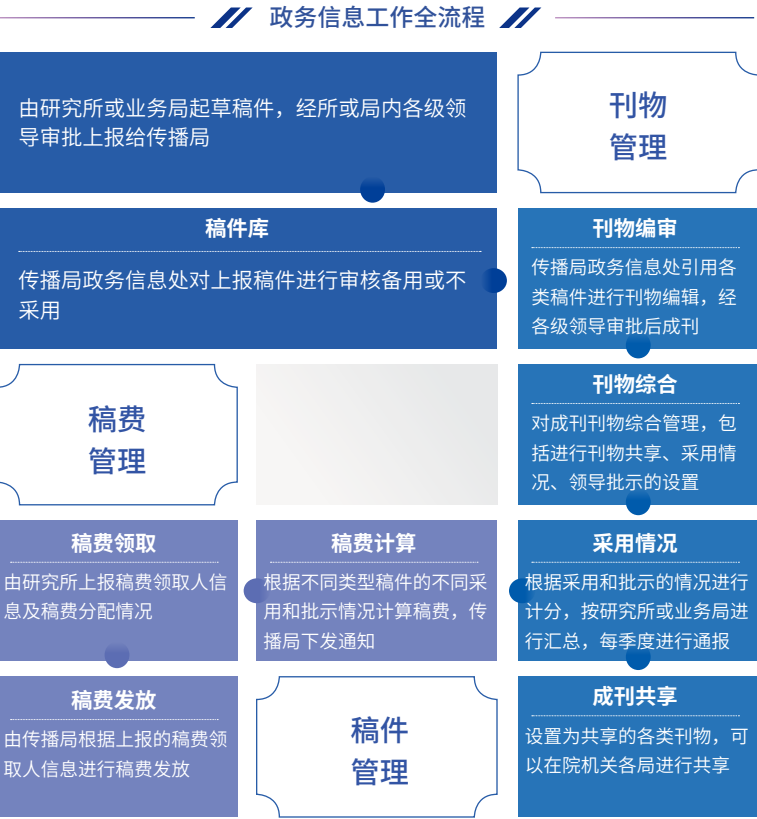 政务信息工作全流程
由研究所或业务局起草稿件，经所或局内各级领
导审批上报给传播局
刊物
管理
稿件库
传播局政务信息处对上报稿件进行审核备用或不
采用
刊物编审
传播局政务信息处引用各
类稿件进行刊物编辑，经
各级领导审批后成刊
稿费
管理
刊物综合
对成刊刊物综合管理，包
括进行刊物共享、采用情
况、领导批示的设置
稿费领取
由研究所上报稿费领取人信
息及稿费分配情况
稿费计算
根据不同类型稿件的不同采
用和批示情况计算稿费，传
播局下发通知
采用情况
根据采用和批示的情况进行
计分，按研究所或业务局进
行汇总，每季度进行通报
稿费发放
由传播局根据上报的稿费领
取人信息进行稿费发放
稿件
管理
成刊共享
设置为共享的各类刊物，可
以在院机关各局进行共享